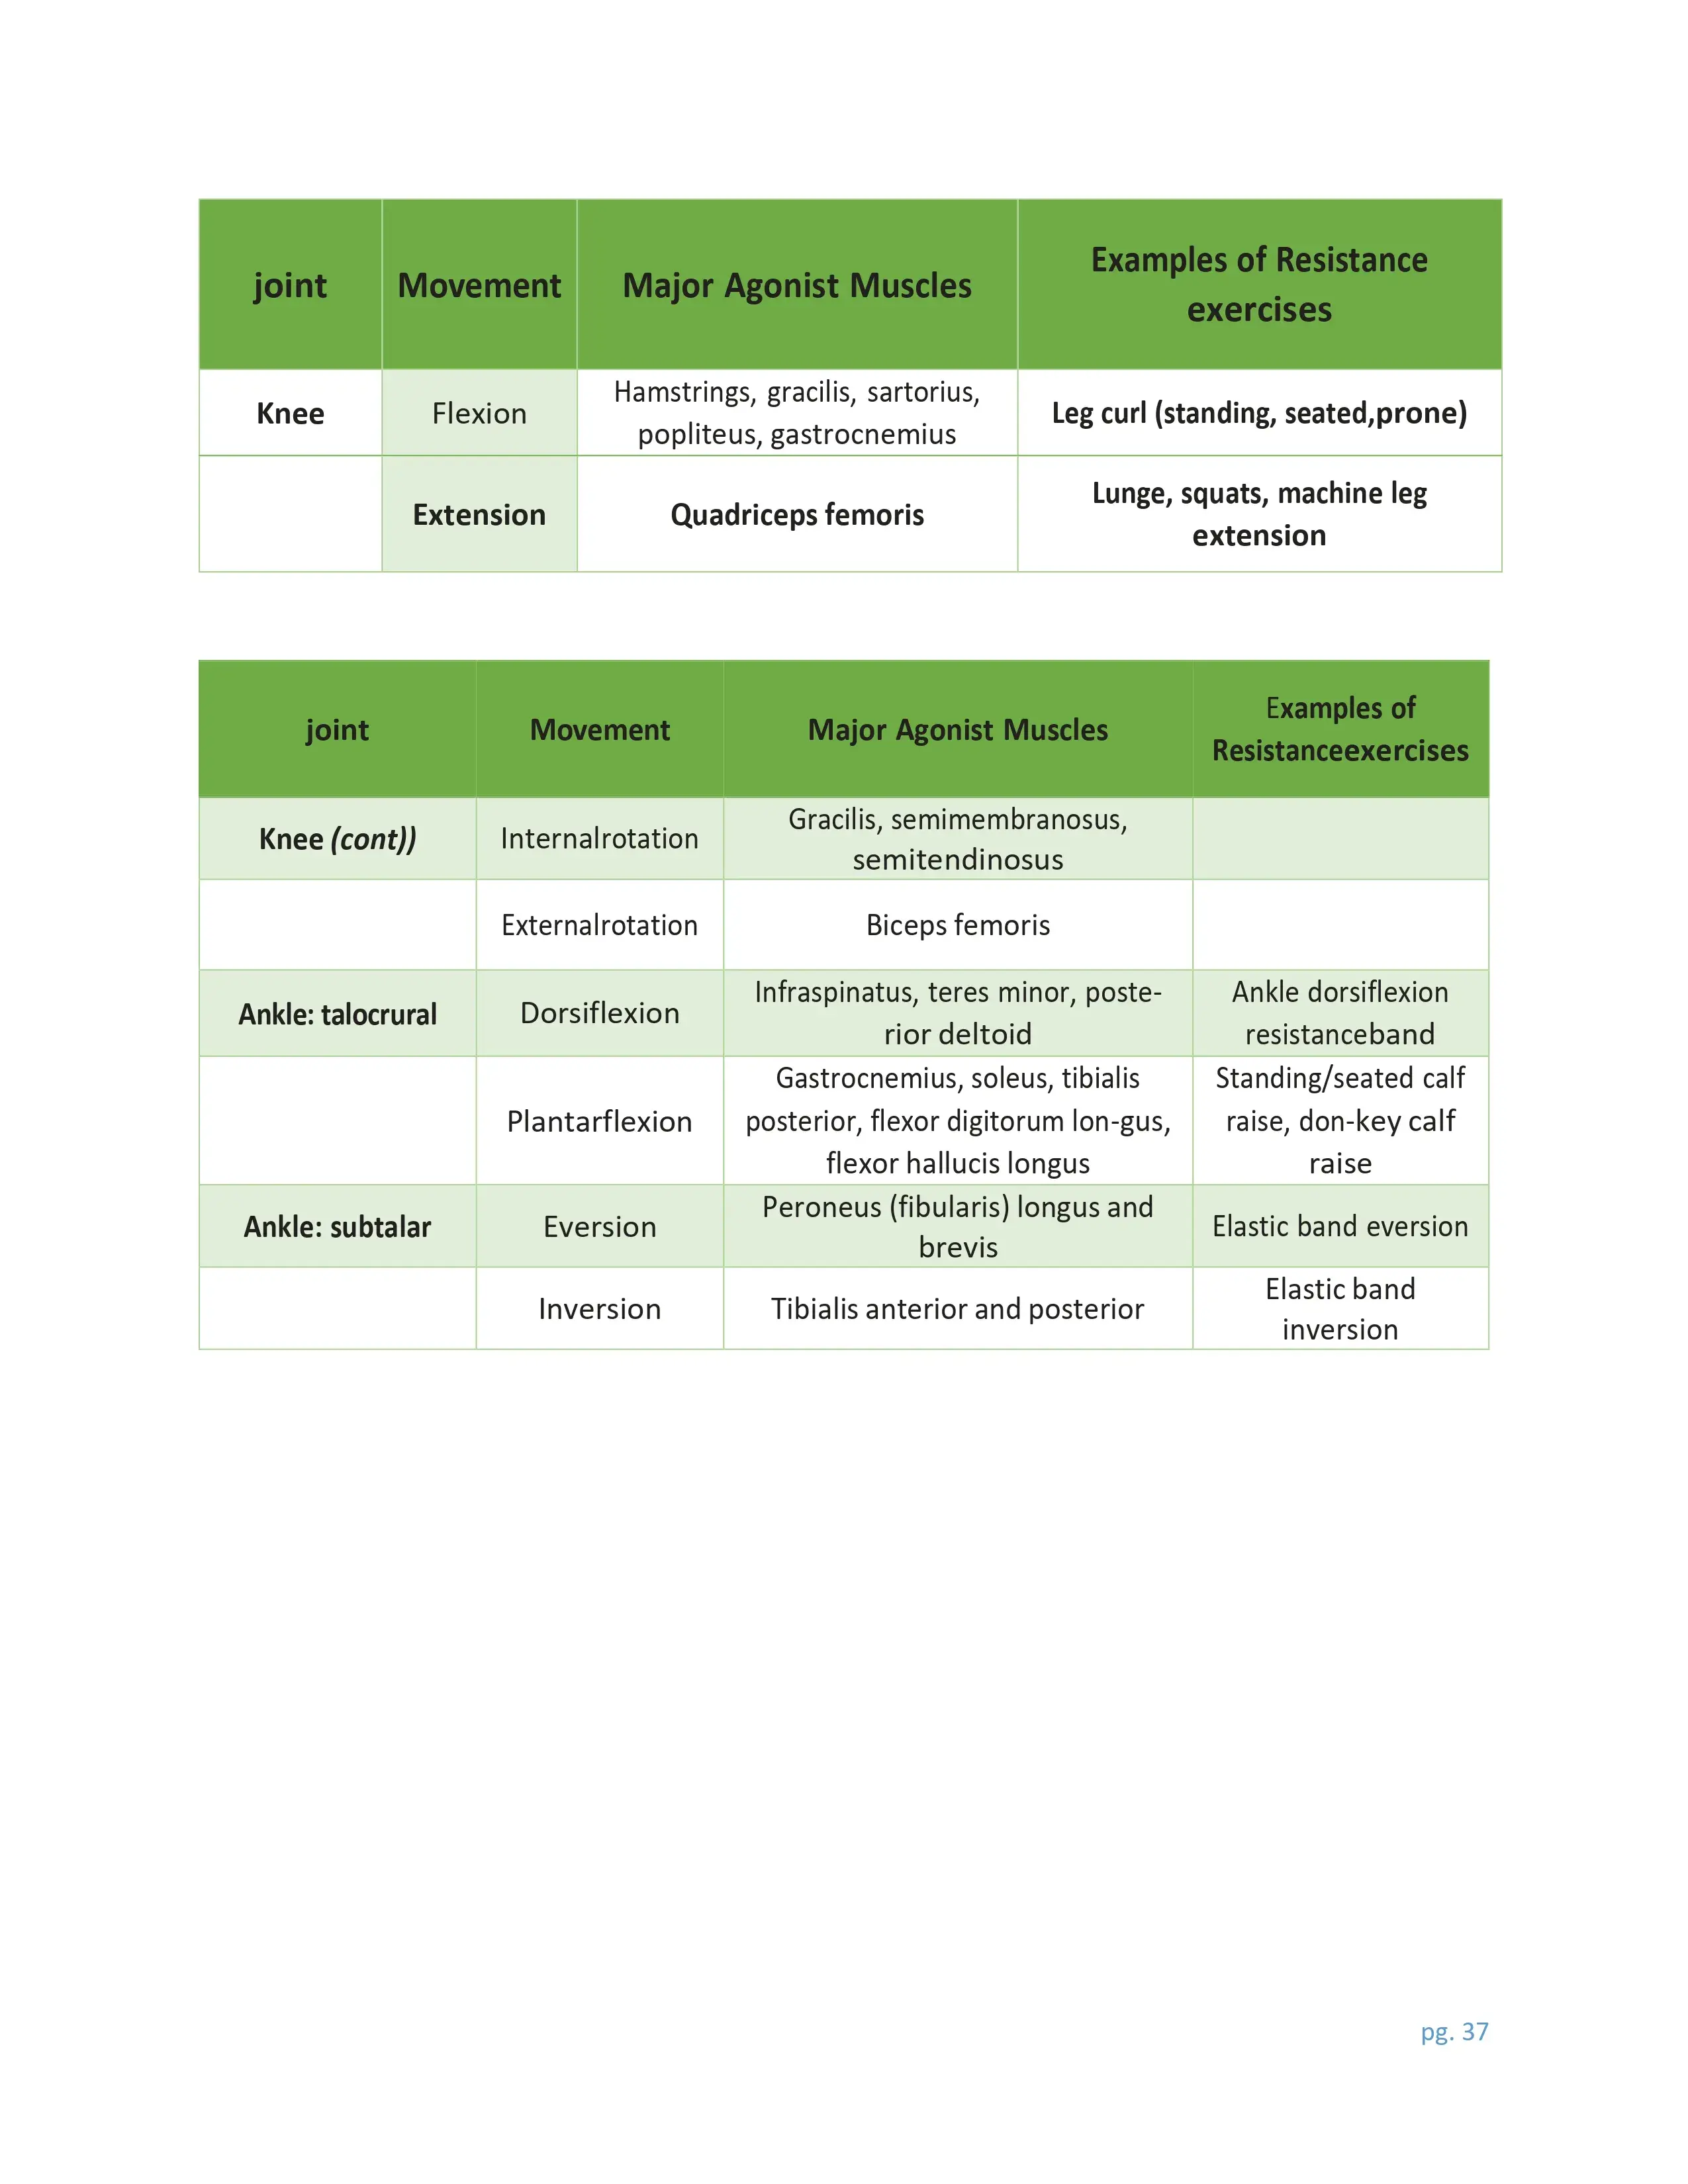 joint
Movement
Major Agonist Muscles
Examples of Resistance
exercises
Knee
Flexion
Hamstrings, gracilis, sartorius,
popliteus, gastrocnemius
Leg curl (standing, seated,prone)
Extension
Quadriceps femoris
Lunge, squats, machine leg
extension
joint
Movement
Major Agonist Muscles
Examples of
Resistanceexercises
Knee (cont))
Internalrotation
Gracilis, semimembranosus,
semitendinosus
Externalrotation
Biceps femoris
Ankle: talocrural
Dorsiflexion
Infraspinatus, teres minor, poste-
rior deltoid
Ankle dorsiflexion
resistanceband
Plantarflexion
Gastrocnemius, soleus, tibialis
posterior, flexor digitorum lon-gus,
flexor hallucis longus
Standing/seated calf
raise, don-key calf
raise
Ankle: subtalar
Eversion
Peroneus (fibularis) longus and
brevis
Elastic band eversion
Inversion
Tibialis anterior and posterior
Elastic band
inversion
pg. 37